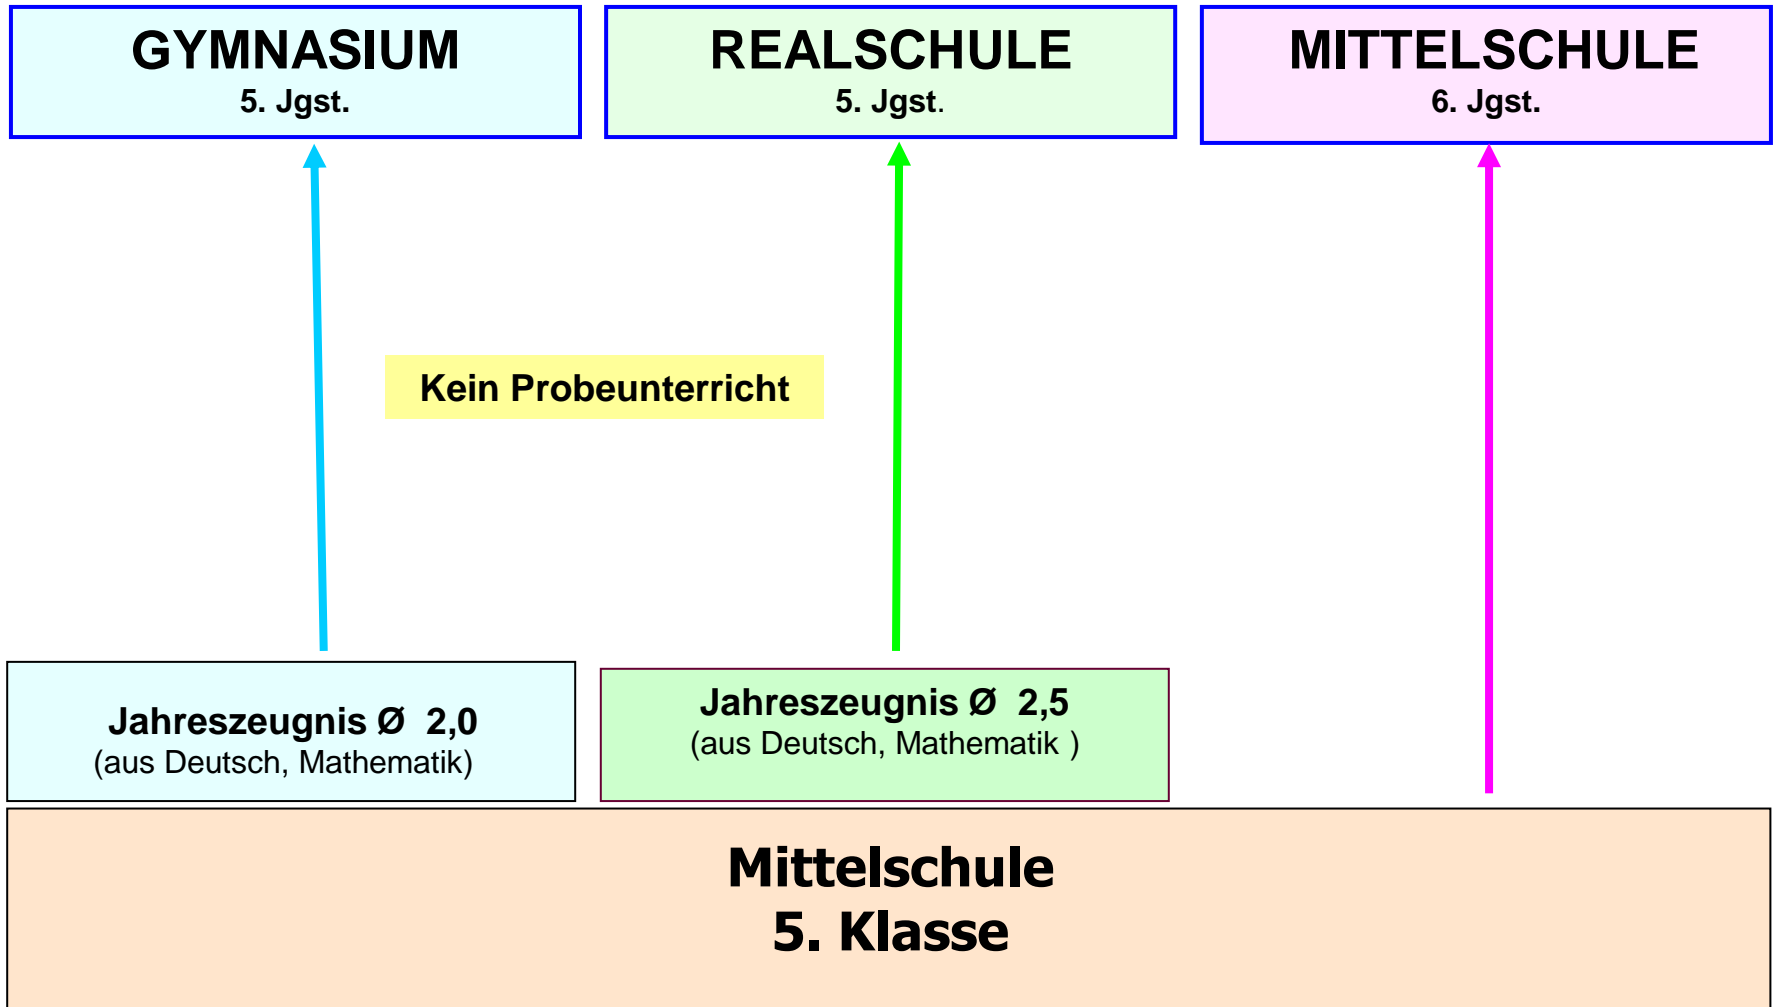 GYMNASIUM
5. Jgst.
REALSCHULE
5. Jgst.
MITTELSCHULE
6. Jgst.
Kein Probeunterricht
Jahreszeugnis Ø 2,0
(aus Deutsch, Mathematik)
Jahreszeugnis Ø 2,5
(aus Deutsch, Mathematik )
Mittelschule
5. Klasse